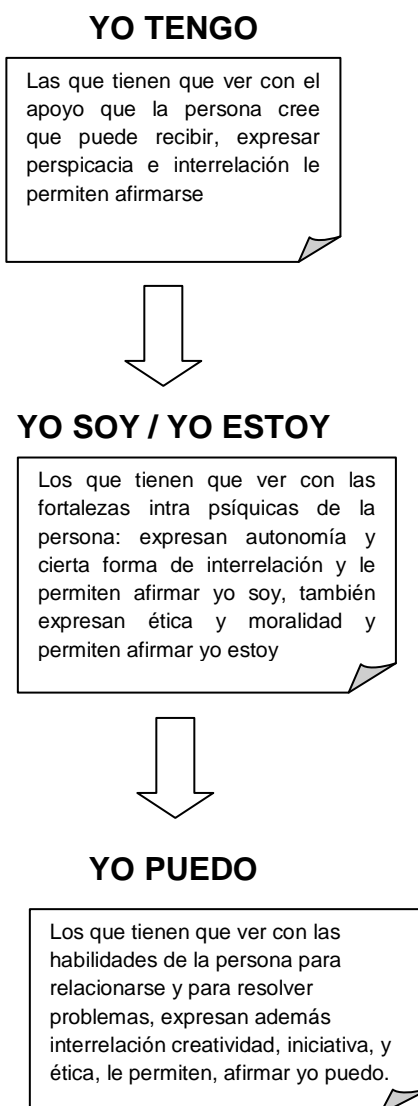 YO TENGO
Las que tienen que ver con el
apoyo que la persona cree
que puede recibir, expresar
perspicacia e interrelación le
permiten afirmarse
YO SOY / YO ESTOY
Los que tienen que ver con las
fortalezas intra psíquicas de la
persona: expresan autonomía y
cierta forma de interrelación y le
permiten afirmar yo soy, también
expresan ética y moralidad y
permiten afirmar yo estoy
YO PUEDO
Los que tienen que ver con las
habilidades de la persona para
relacionarse y para resolver
problemas, expresan además
interrelación creatividad, iniciativa, y
ética, le permiten, afirmar yo puedo.